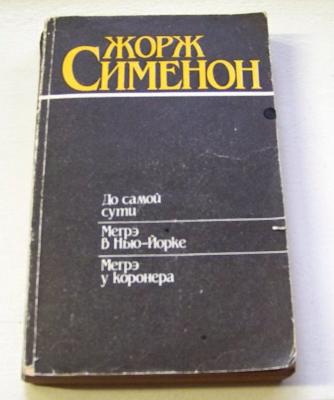 ЖОРЖ
СИМЕНОН
До самой
сути
Мегрэ
в Нью-Йорке
Мегрэ
у коронера